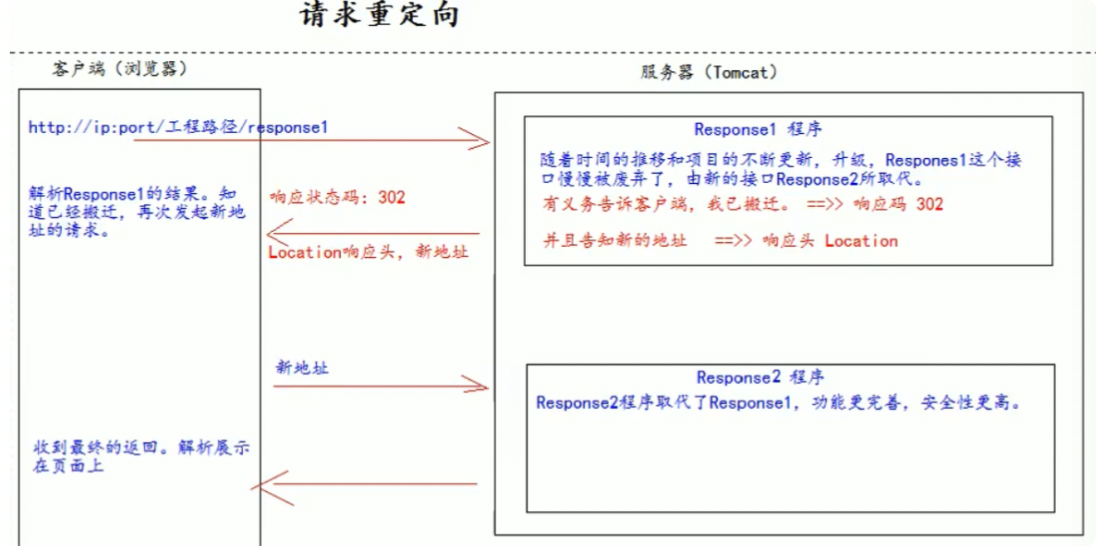 请求重定向
客户端（浏览器）
服务器（Tomcat）
http://ip:port/工程路径/response1
解析Response1的结果。知
道已经搬迁，再次发起新地
址的请求。
响应状态码：302
Location响应头，新地址
Response1 程序
随着时间的推移和项目的不断更新，升级，Respones1这个接
口慢慢被废弃了，由新的接口Response2所取代。
有义务告诉客户端，我已搬迁。 ==>> 响应码 302
并且告知新的地址 ==>> 响应头 Location
新地址
Response2 程序
Response2程序取代了Response1，功能更完善，安全性更高。
收到最终的返回。解析展示
在页面上